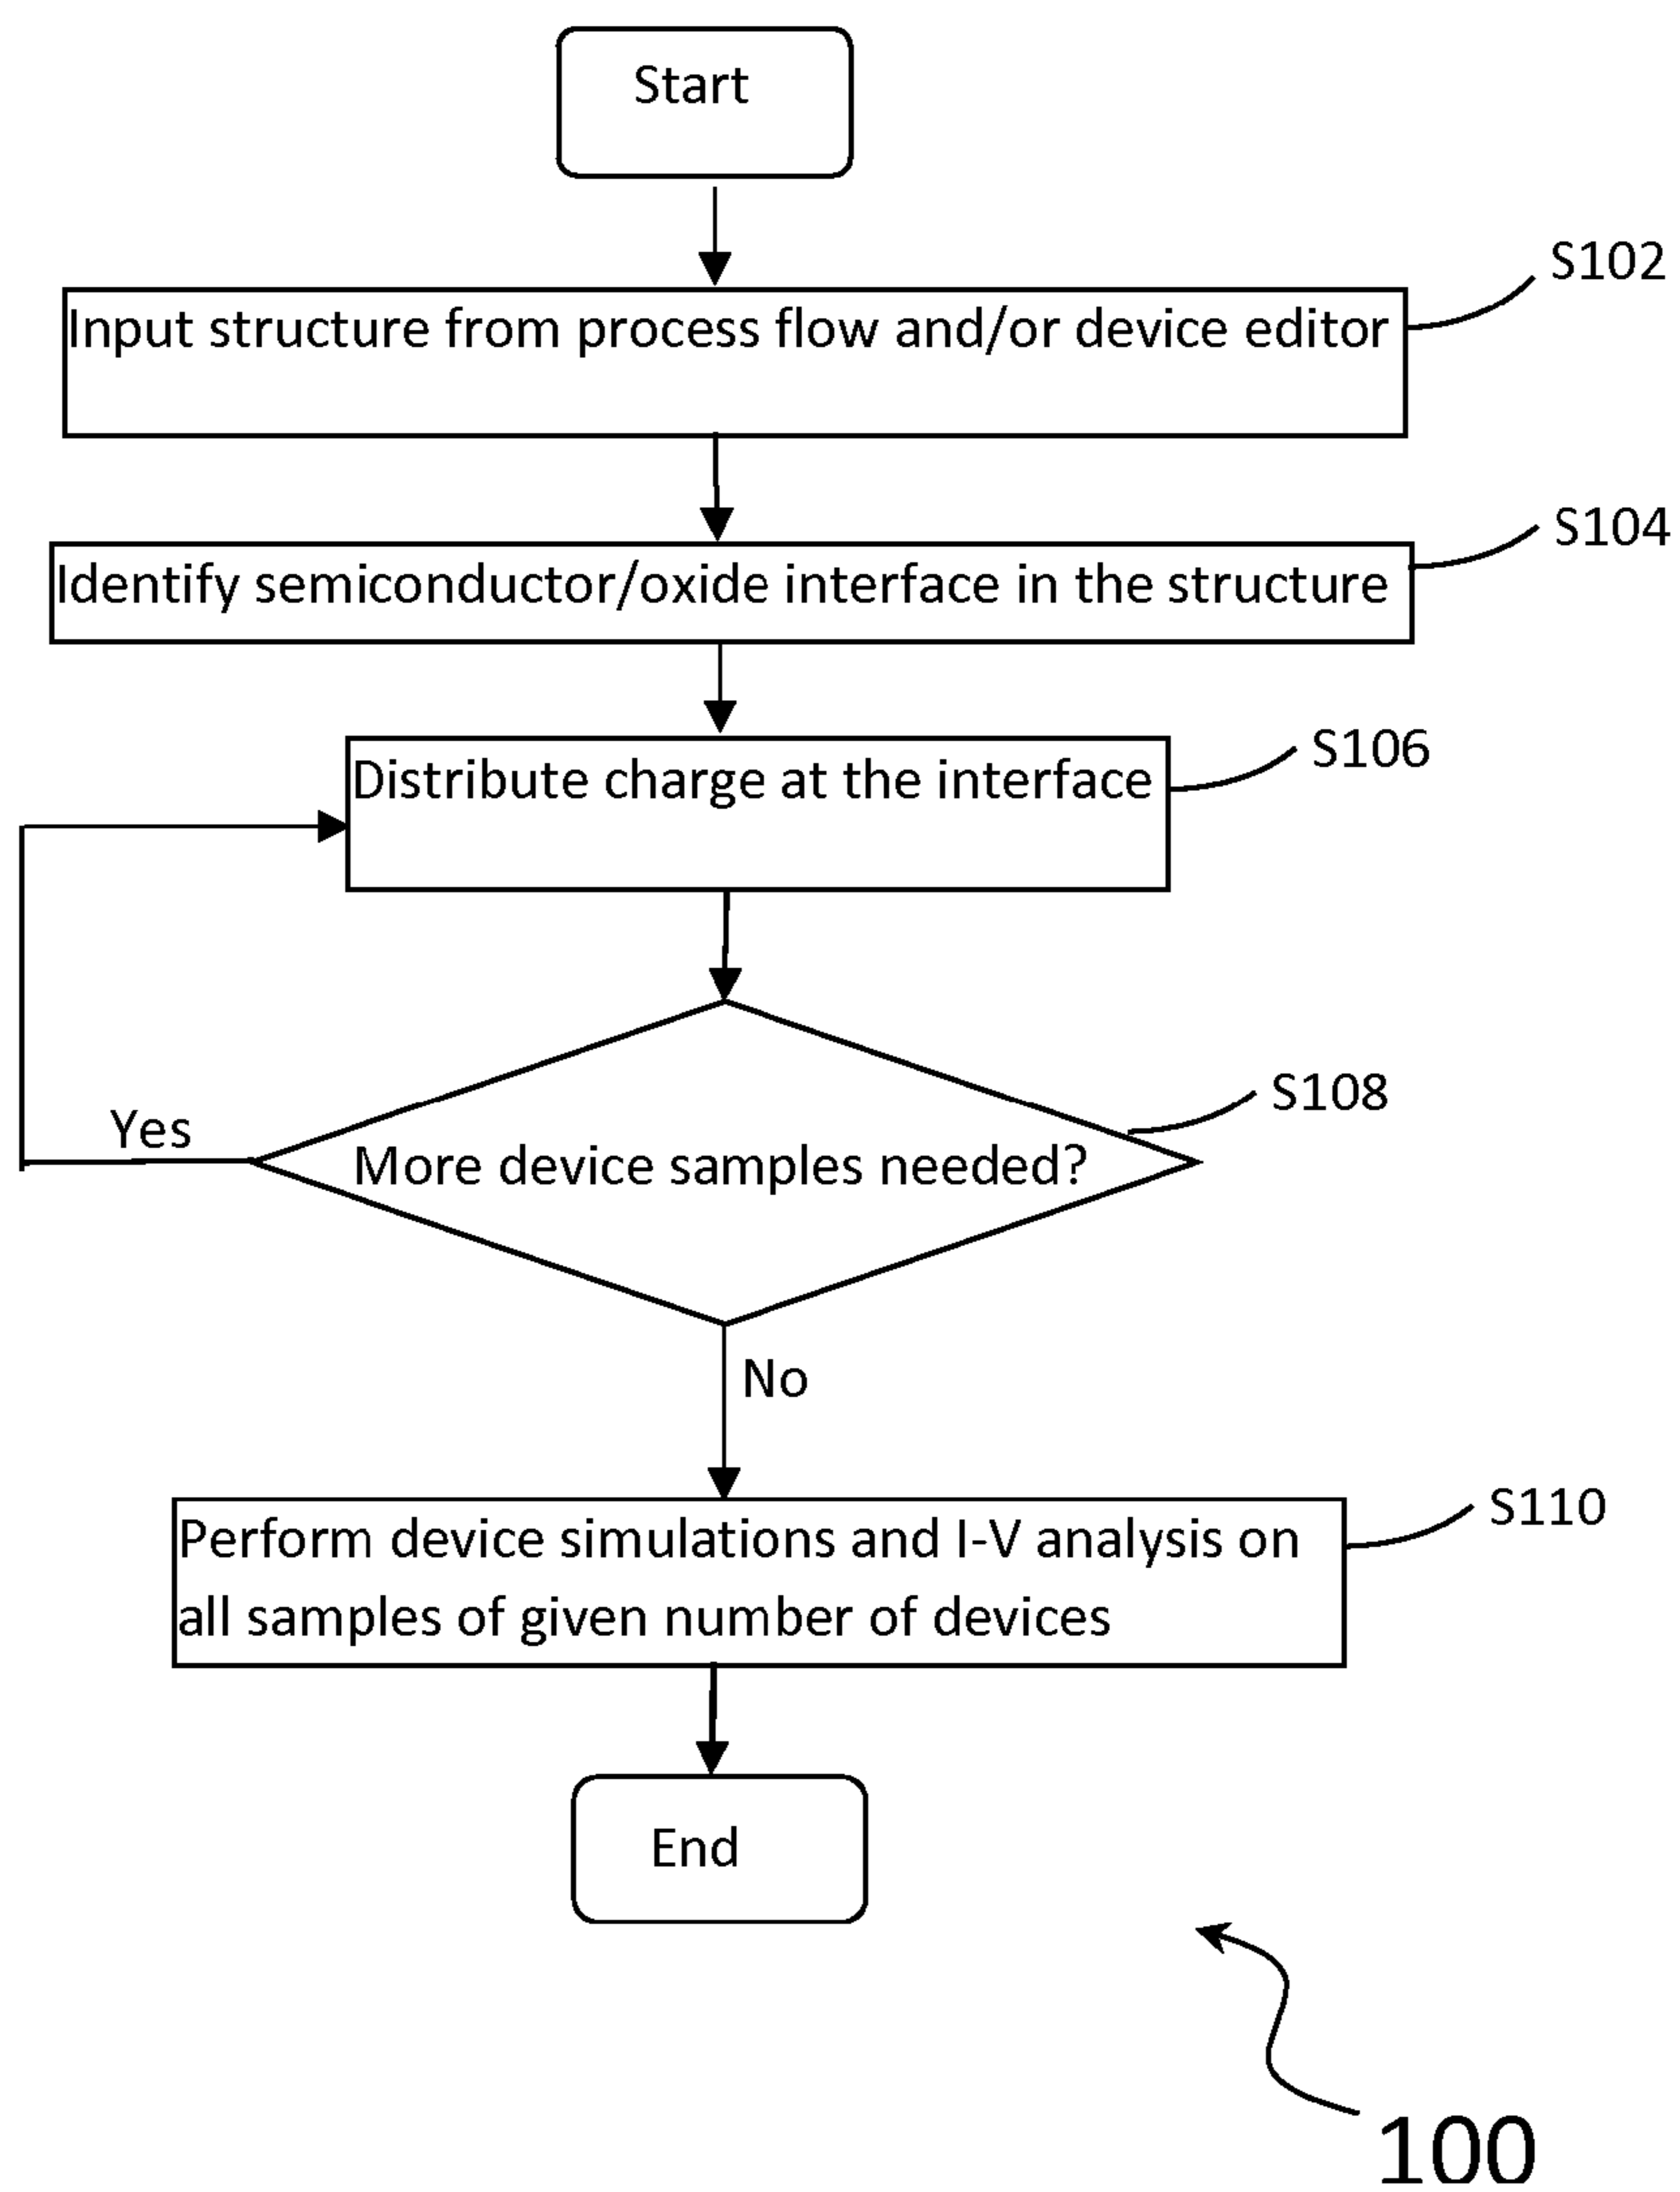 Start
S102
Input structure from process flow and/or device editor
S104
Identify semiconductor/oxide interface in the structure
S106
Distribute charge at the interface
S108
Yes
More device samples needed?
No
S110
Perform device simulations and I-V analysis on
all samples of given number of devices
End
100